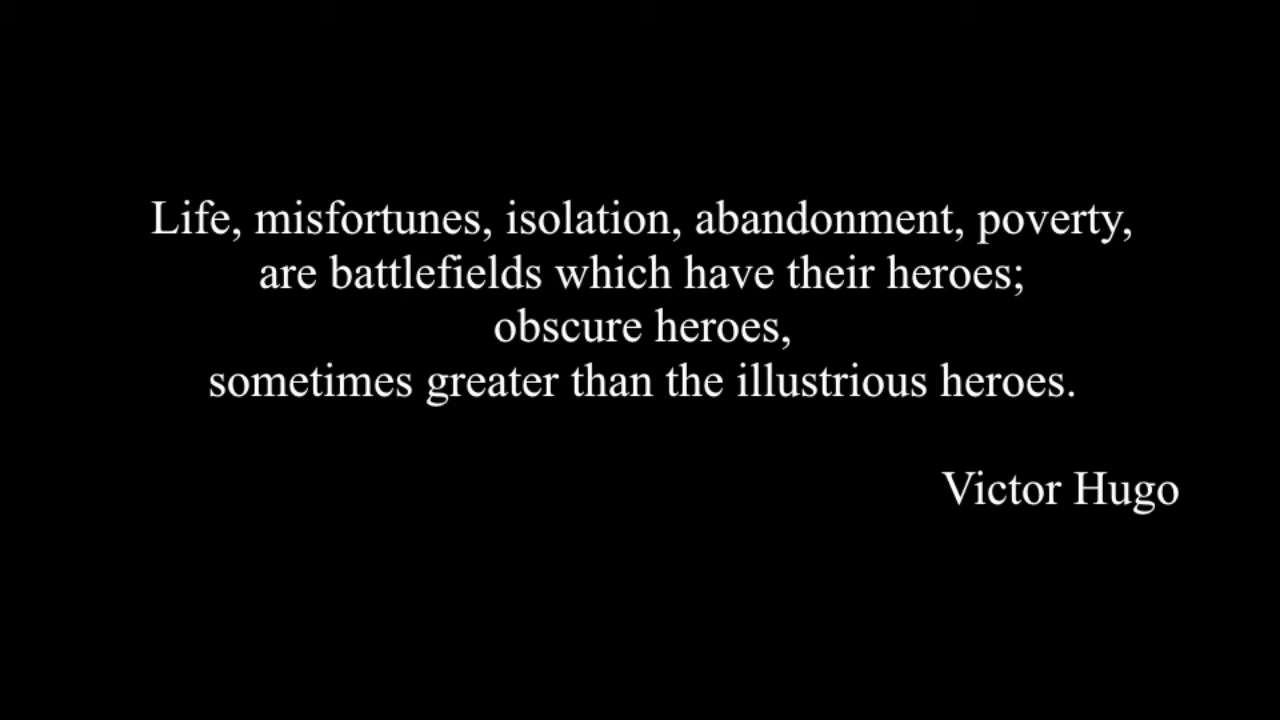 Life, misfortunes, isolation, abandonment, poverty,
are battlefields which have their heroes;
obscure heroes,
sometimes greater than the illustrious heroes.
Victor Hugo